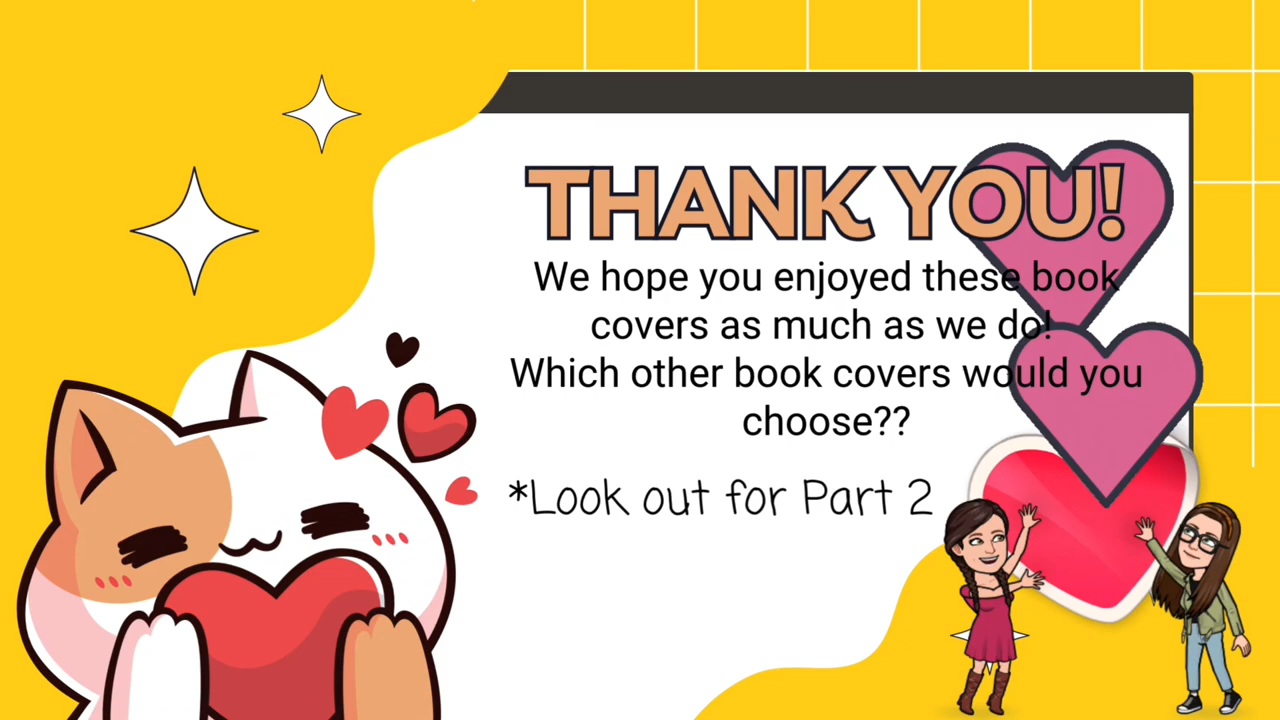 THANK YOU!
We hope you enjoyed these book
covers as much as we do!
Which other book covers would you
choose??
*Look out for Part 2